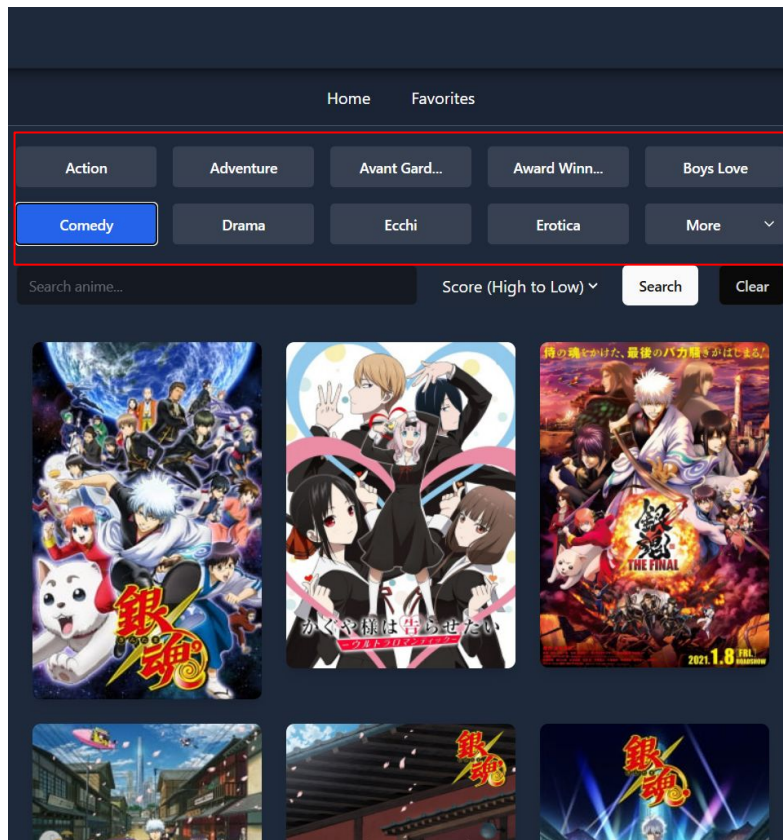 Home Favorites
Action Adventure Avant Gard... Award Winn... Boys Love
Comedy Drama Ecchi Erotica More
Search anime... Score (High to Low) Search Clear
侍の魂をかけた、最後のバカ騒ぎがはじまる!
銀魂
銀魂
THE FINAL
かぐや様は告らせたい
ーウルトラロマンティックー
2021.1.8 [FRI.] ROADSHOW
銀魂
銀魂